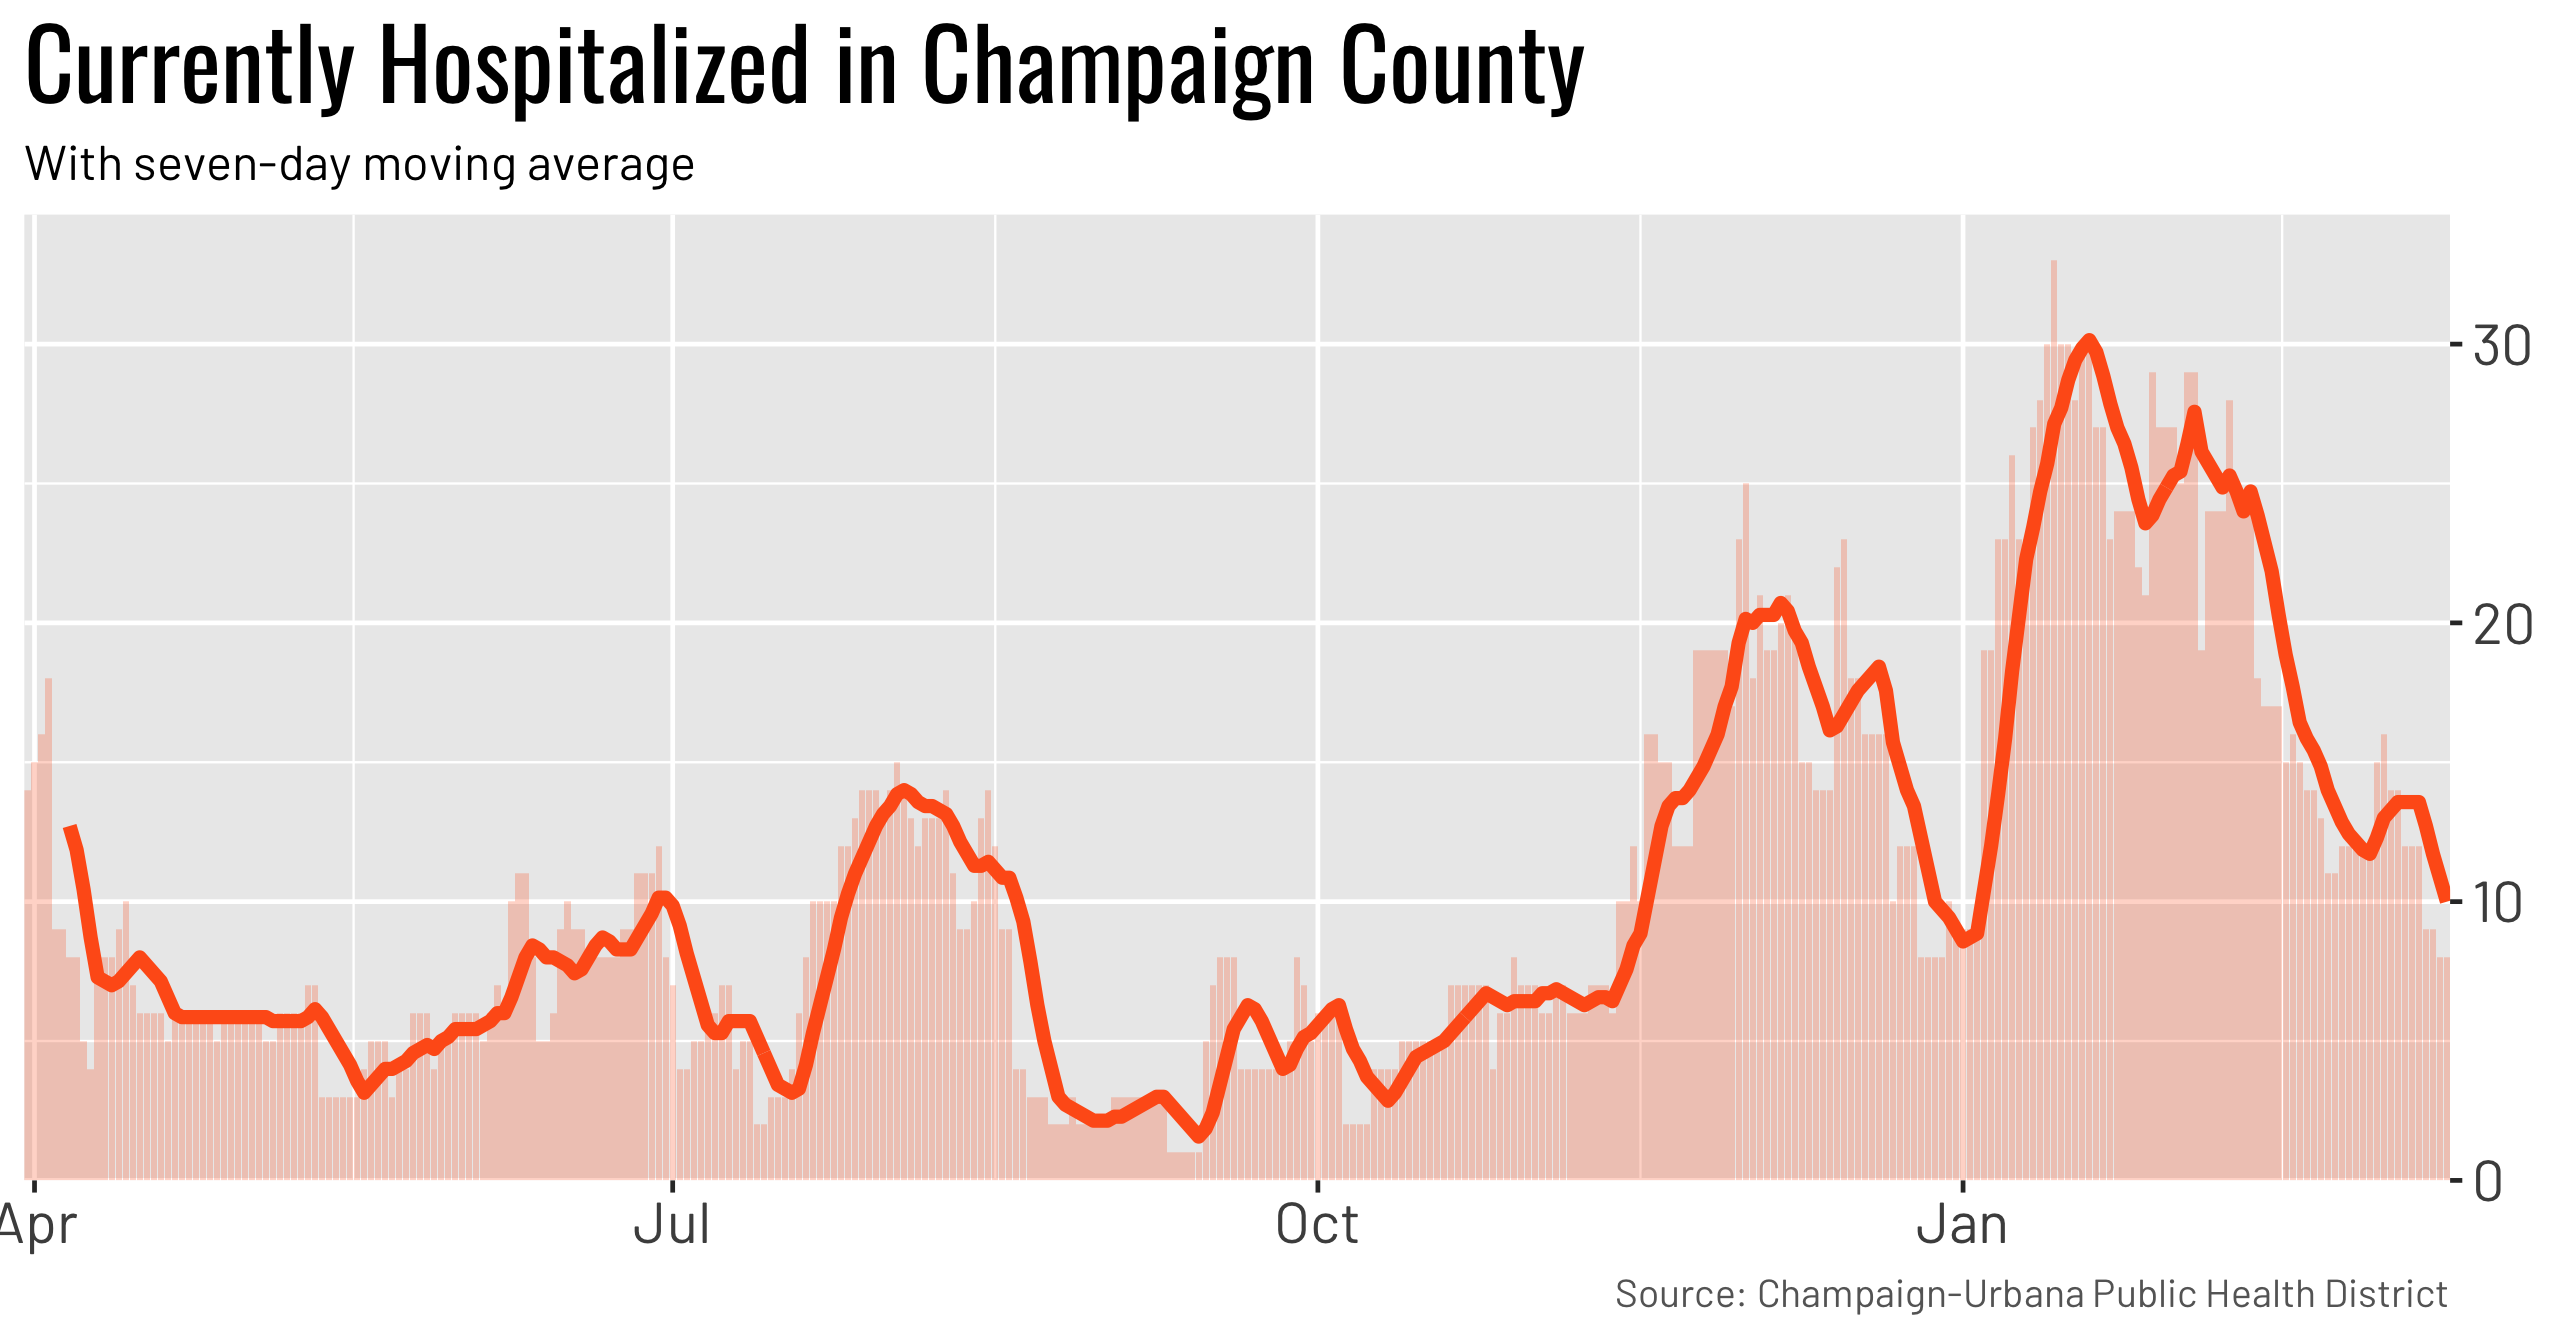 Currently Hospitalized in Champaign County
With seven-day moving average
30
20
10
0
Apr Jul Oct Jan
Source: Champaign-Urbana Public Health District